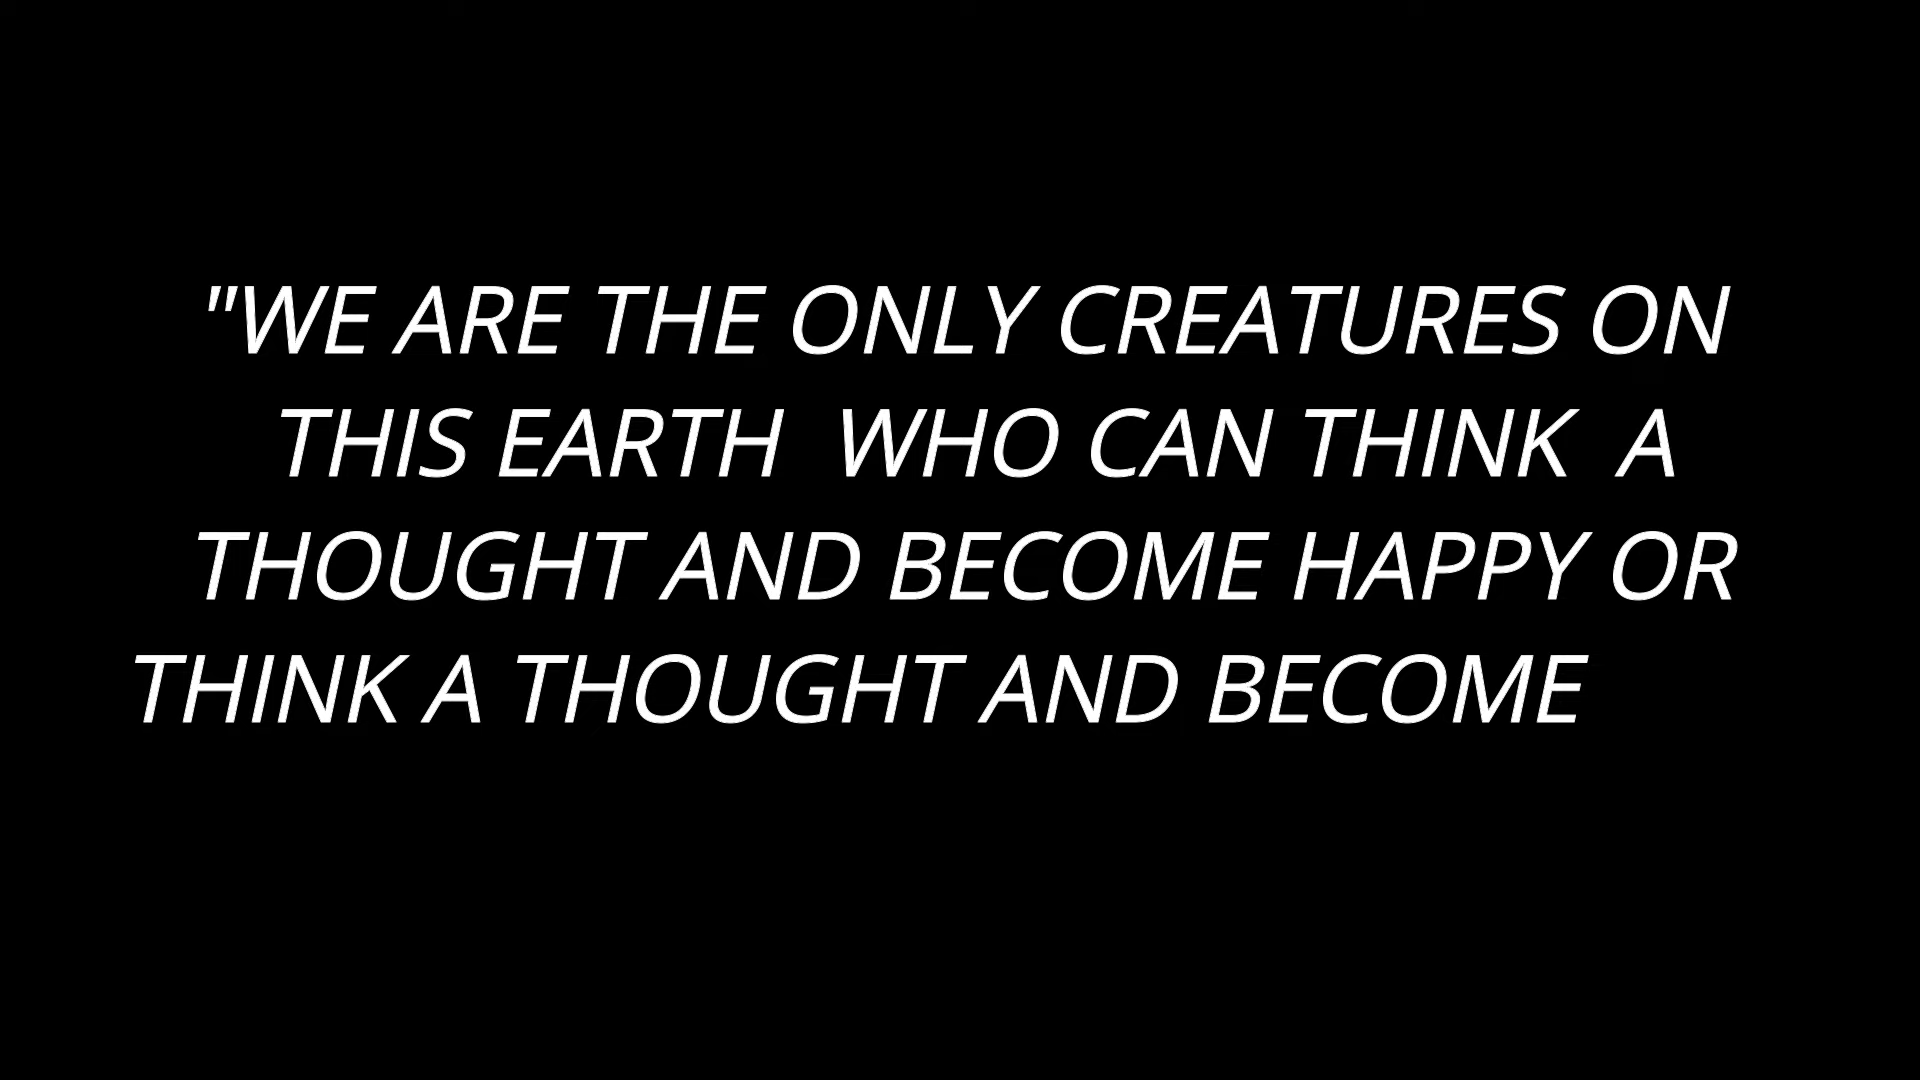 "WE ARE THE ONLY CREATURES ON
THIS EARTH  WHO CAN THINK  A
THOUGHT AND BECOME HAPPY OR
THINK A THOUGHT AND BECOME